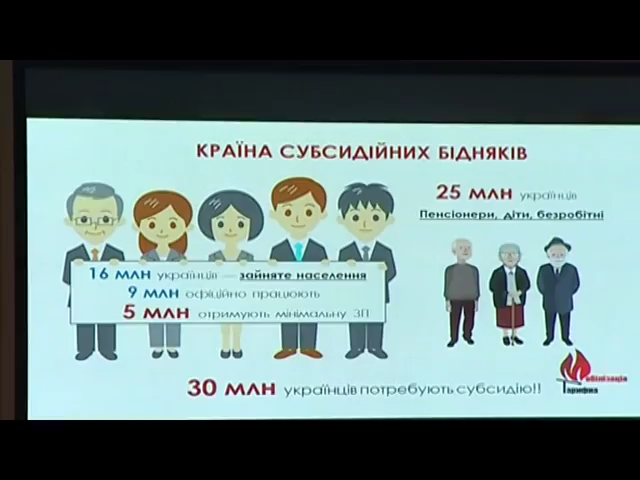 КРАЇНА СУБСИДІЙНИХ БІДНЯКІВ
25 МЛН українців
Пенсіонери, діти, безробітні
16 МЛН українців — зайняте населення
9 МЛН офіційно працюють
5 МЛН отримують мінімальну ЗП
30 МЛН українців потребують субсидію!!
Тарифна